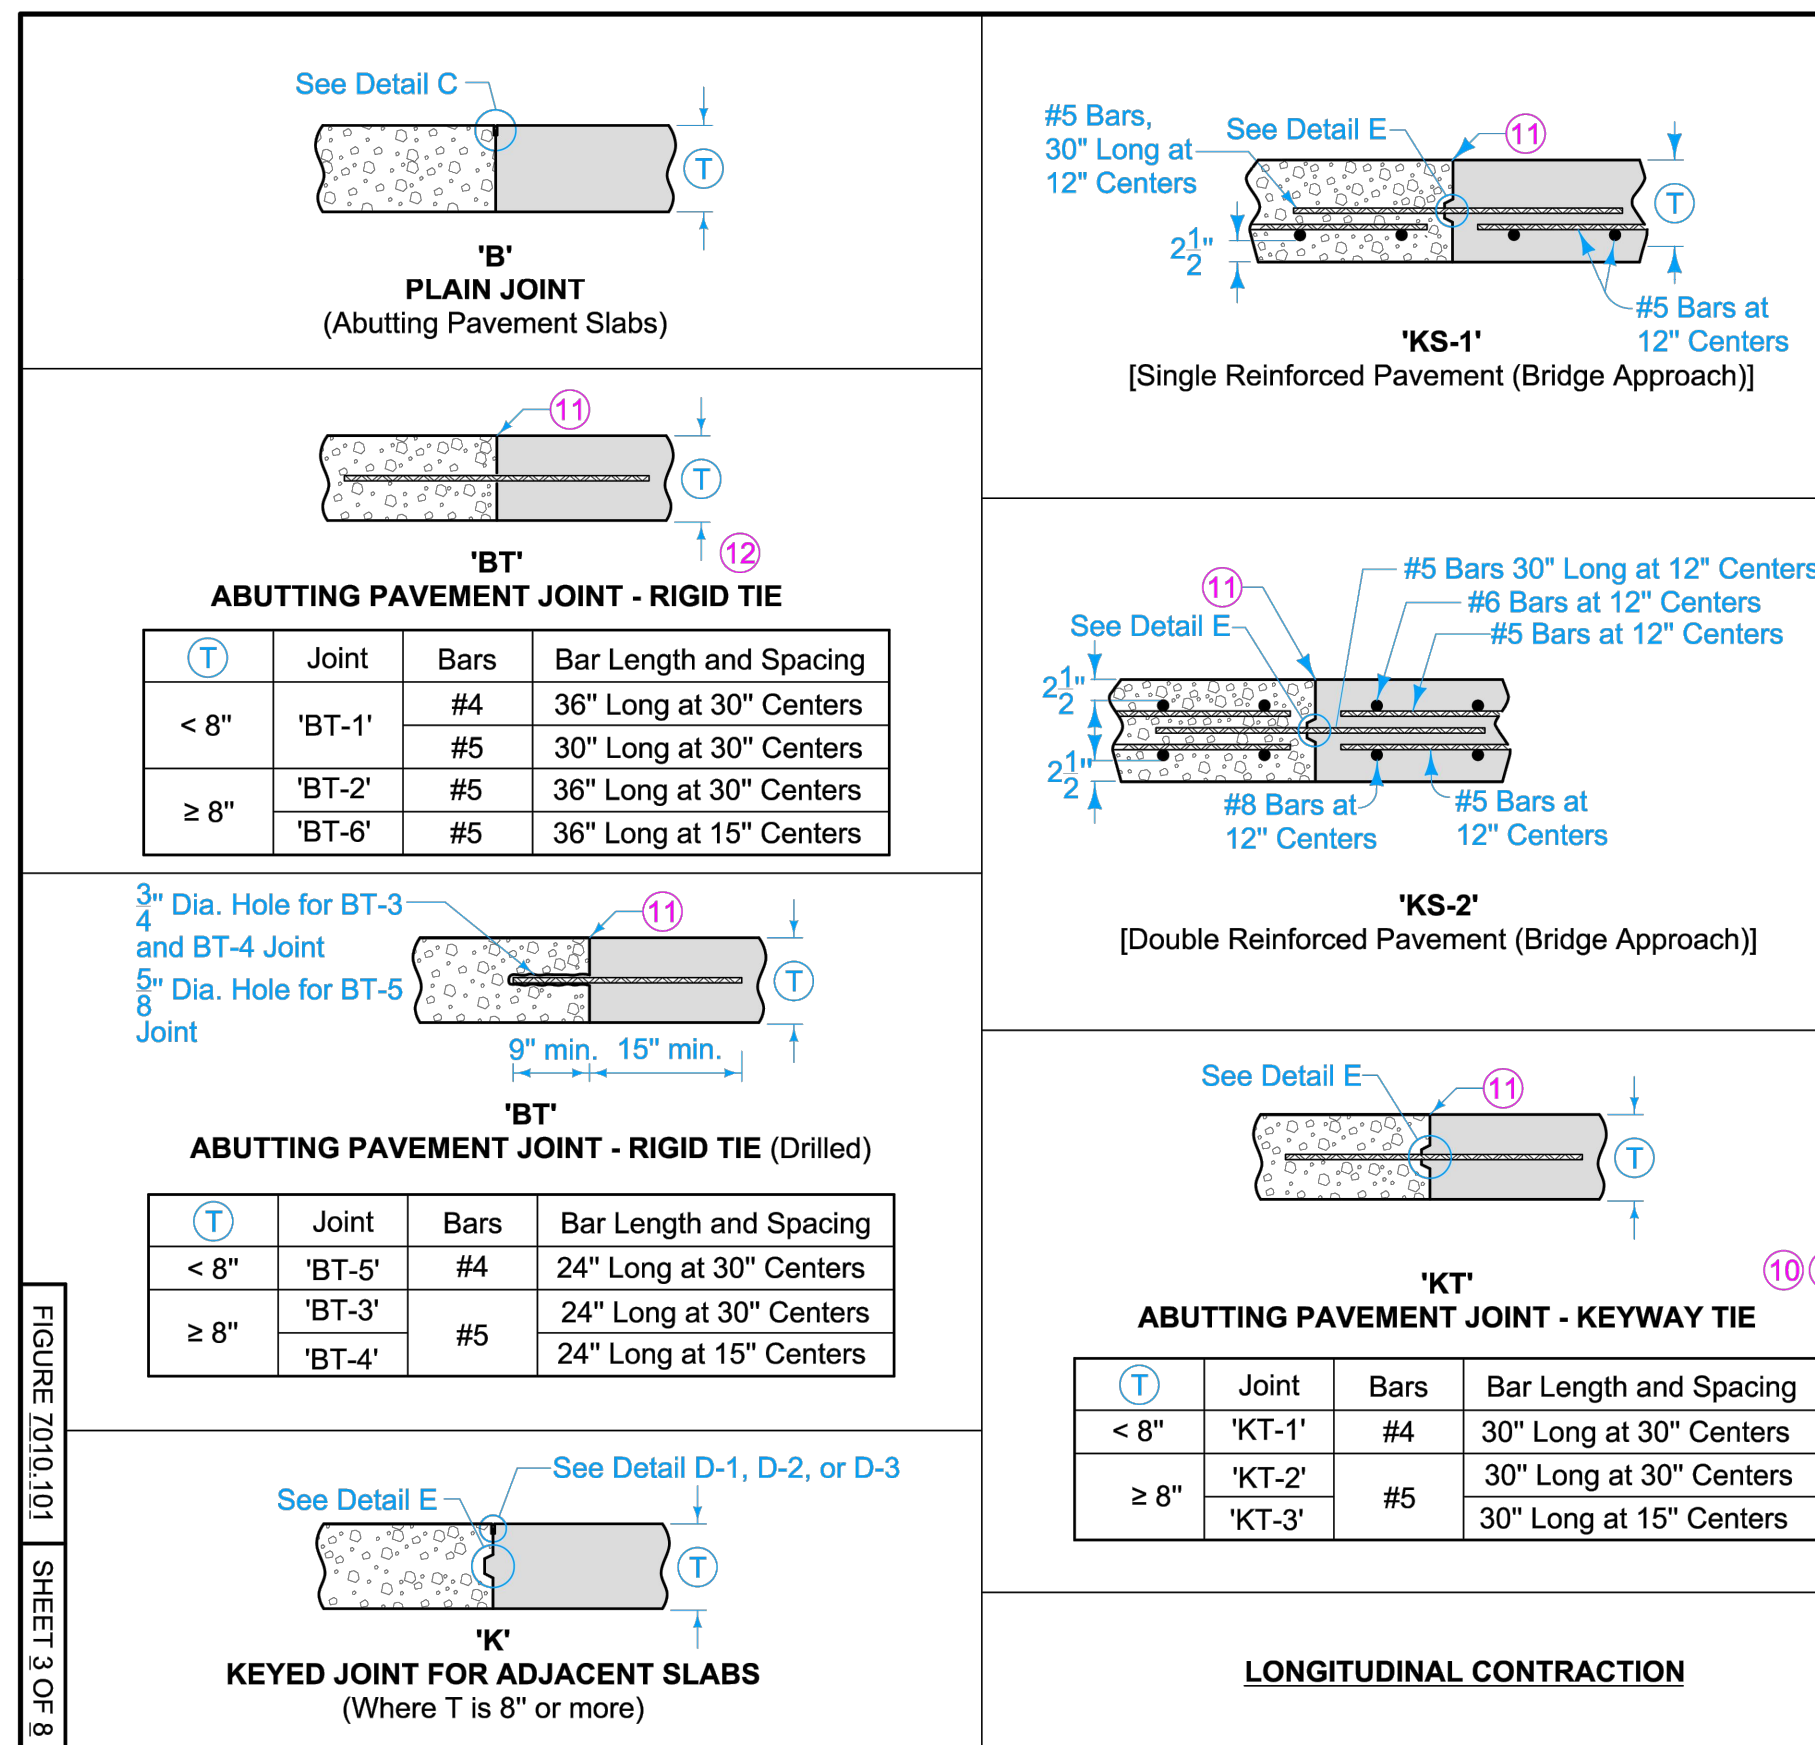 See Detail C
T
'B'
PLAIN JOINT
(Abutting Pavement Slabs)
11
T
12
'BT'
ABUTTING PAVEMENT JOINT - RIGID TIE
T Joint Bars Bar Length and Spacing
< 8" 'BT-1' #4 36" Long at 30" Centers
#5 30" Long at 30" Centers
≥ 8" 'BT-2' #5 36" Long at 30" Centers
'BT-6' #5 36" Long at 15" Centers
3/4" Dia. Hole for BT-3
and BT-4 Joint
5/8" Dia. Hole for BT-5
Joint
11
T
9" min. 15" min.
'BT'
ABUTTING PAVEMENT JOINT - RIGID TIE (Drilled)
T Joint Bars Bar Length and Spacing
< 8" 'BT-5' #4 24" Long at 30" Centers
≥ 8" 'BT-3' #5 24" Long at 30" Centers
'BT-4' 24" Long at 15" Centers
See Detail D-1, D-2, or D-3
See Detail E
T
'K'
KEYED JOINT FOR ADJACENT SLABS
(Where T is 8" or more)
FIGURE 7010.101
SHEET 3 OF 8
#5 Bars,
30" Long at
12" Centers
See Detail E
11
T
2 1/2"
#5 Bars at
12" Centers
'KS-1'
[Single Reinforced Pavement (Bridge Approach)]
#5 Bars 30" Long at 12" Centers
11
#6 Bars at 12" Centers
See Detail E
#5 Bars at 12" Centers
2 1/2"
2 1/2"
#8 Bars at
12" Centers
#5 Bars at
12" Centers
'KS-2'
[Double Reinforced Pavement (Bridge Approach)]
See Detail E
11
T
10
'KT'
ABUTTING PAVEMENT JOINT - KEYWAY TIE
T Joint Bars Bar Length and Spacing
< 8" 'KT-1' #4 30" Long at 30" Centers
≥ 8" 'KT-2' #5 30" Long at 30" Centers
'KT-3' 30" Long at 15" Centers
LONGITUDINAL CONTRACTION